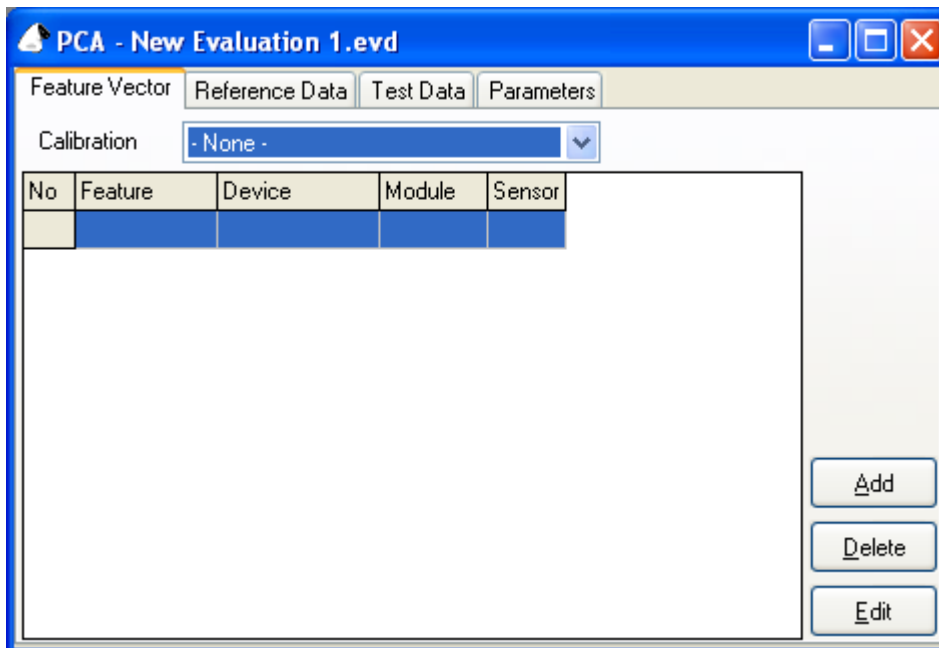 PCA - New Evaluation 1.evd
Feature Vector Reference Data Test Data Parameters
Calibration - None -
No Feature Device Module Sensor
Add
Delete
Edit